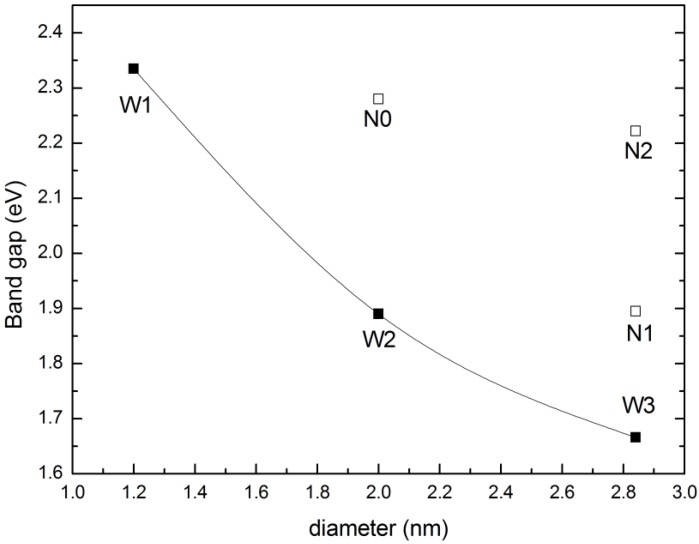 2.4
2.3
2.2
2.1
2.0
1.9
1.8
1.7
1.6
Band gap (eV)
W1
N0
N2
N1
W2
W3
1.0 1.2 1.4 1.6 1.8 2.0 2.2 2.4 2.6 2.8 3.0
diameter (nm)